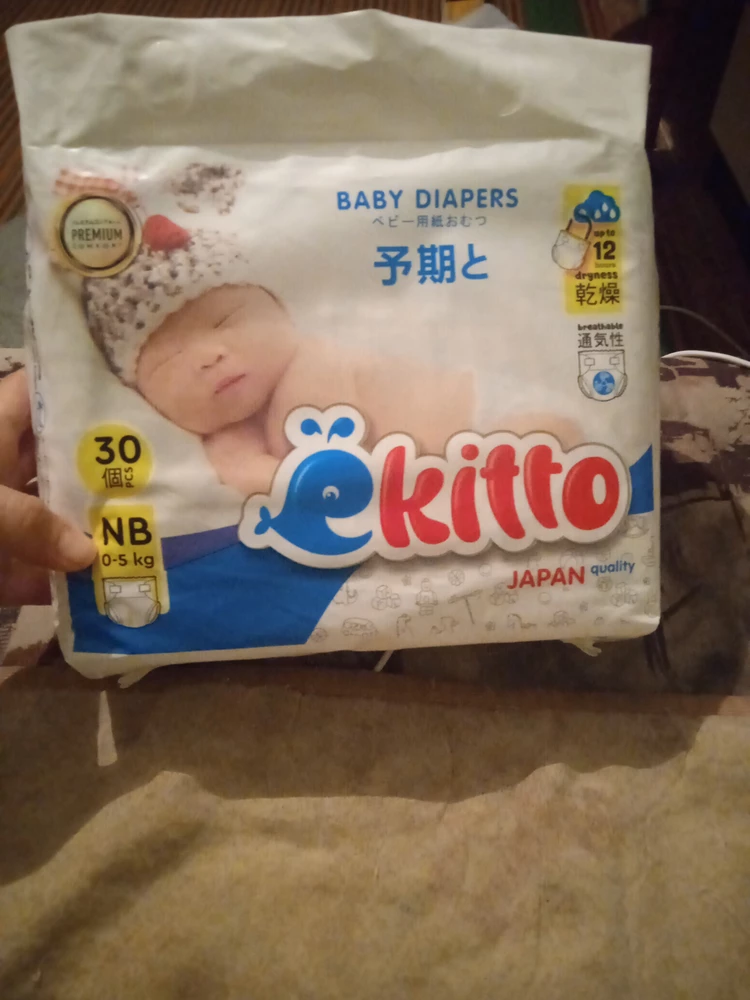 BABY DIAPERS
ベビー用紙おむつ
予期と
PREMIUM
COMFORT
up to
12
hours
dryness
乾燥
breathable
通気性
30
個 PCS
NB
0-5 kg
ekitto
JAPAN quality